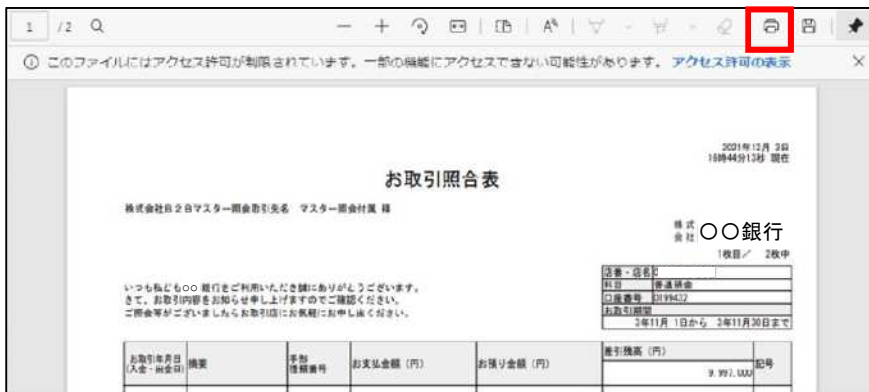 1 /2
このファイルにはアクセス許可が制限されています。一部の機能にアクセスできない可能性があります。 アクセス許可の表示
2021年12月 3日
16時44分13秒 現在
お取引照合表
株式会社B2Bマスター照会取引先名 マスター照会付属 様
株式会社 〇〇銀行
1枚目／ 2枚中
いつも私ども○○ 銀行をご利用いただき誠にありがとうございます。
さて、お取引内容をお知らせ申し上げますのでご確認ください。
ご照会等がございましたらお取引店にお気軽にお申し出ください。
店番・店名
科目 普通預金
口座番号 0199432
お取引期間
3年11月 1日から 3年11月30日まで
お取引年月日
(入金・出金日)
摘要
手形
種類番号
お支払金額 (円)
お預り金額 (円)
差引残高 (円)
9,997,000
記号